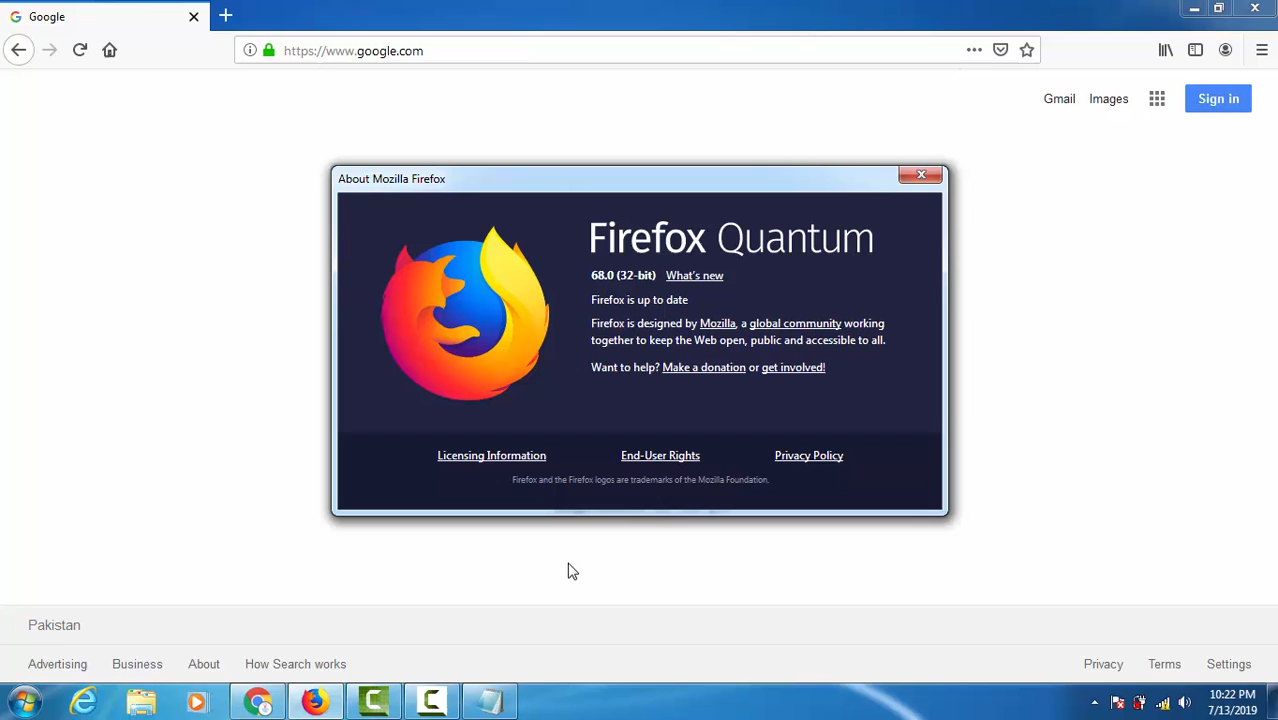 Google
https://www.google.com
Gmail Images Sign in
About Mozilla Firefox
Firefox Quantum
68.0 (32-bit) What's new
Firefox is up to date
Firefox is designed by Mozilla, a global community working
together to keep the Web open, public and accessible to all.
Want to help? Make a donation or get involved!
Licensing Information End-User Rights Privacy Policy
Firefox and the Firefox logos are trademarks of the Mozilla Foundation.
Pakistan
Advertising Business About How Search works Privacy Terms Settings
10:22 PM
7/13/2019